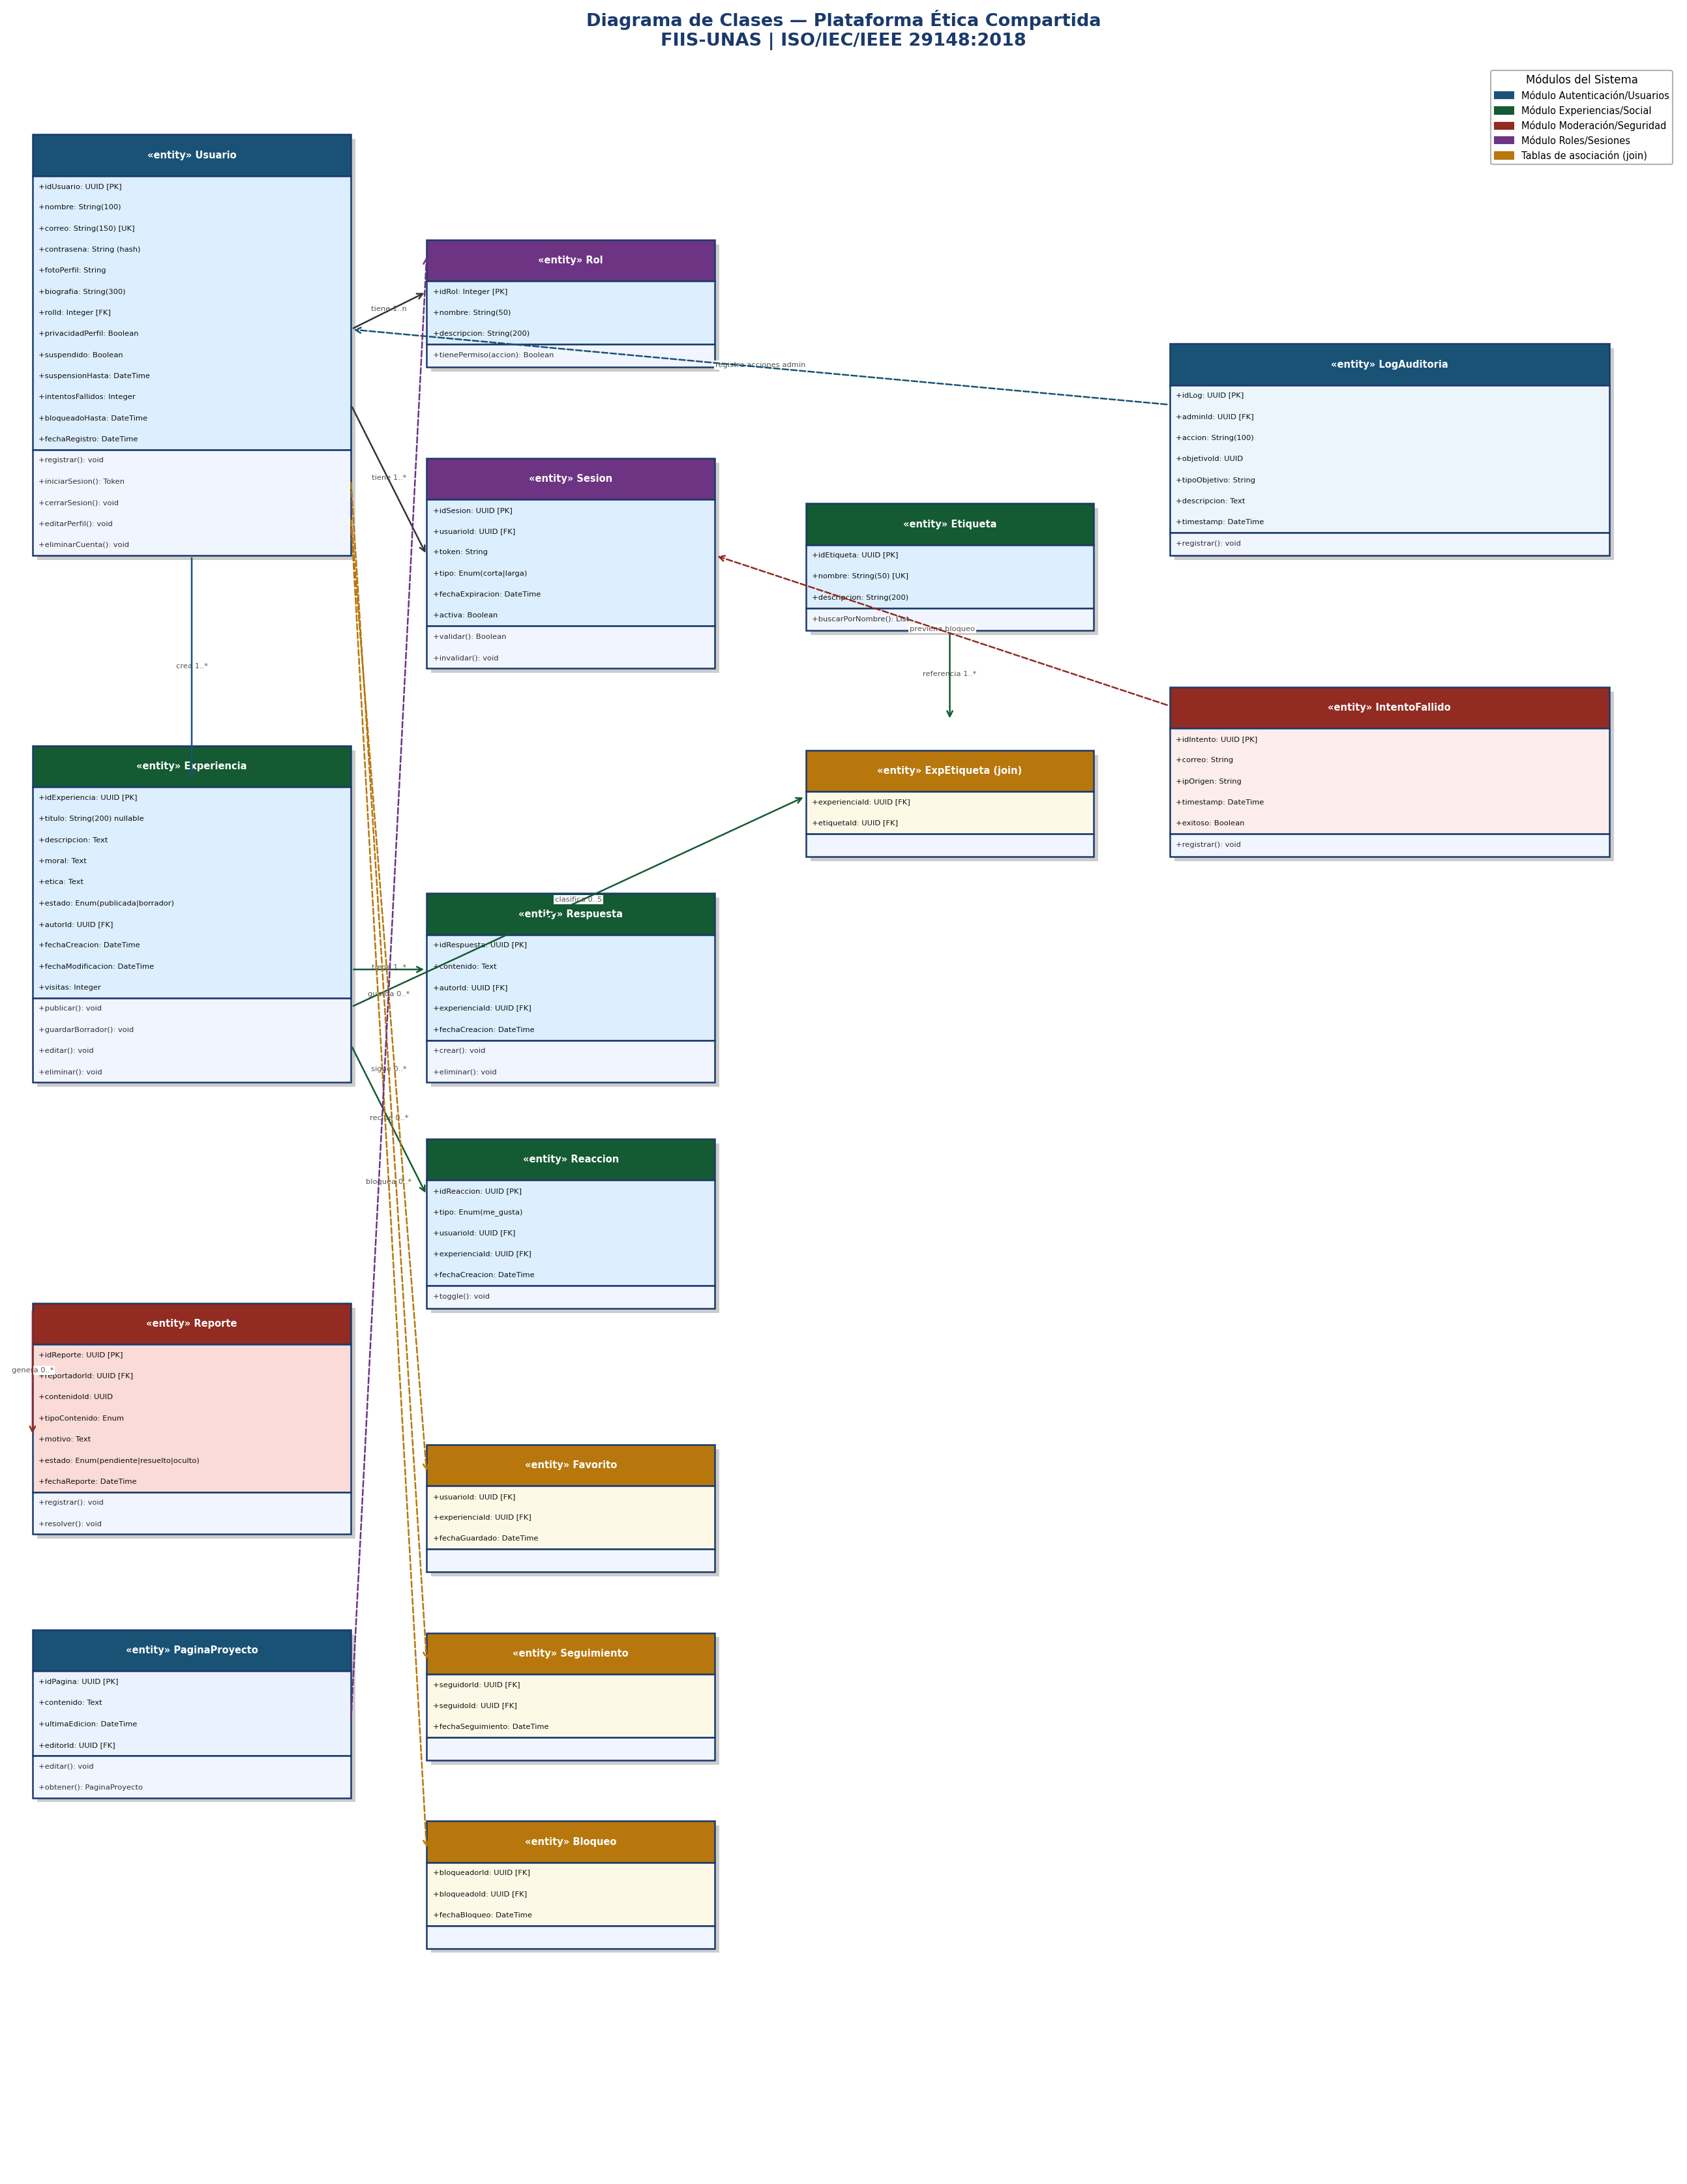 Diagrama de Clases — Plataforma Ética Compartida
FIIS-UNAS | ISO/IEC/IEEE 29148:2018
Módulos del Sistema
Módulo Autenticación/Usuarios
Módulo Experiencias/Social
Módulo Moderación/Seguridad
Módulo Roles/Sesiones
Tablas de asociación (join)
«entity» Usuario
+idUsuario: UUID [PK]
+nombre: String(100)
+correo: String(150) [UK]
+contrasena: String (hash)
+fotoPerfil: String
+biografia: String(300)
+rolId: Integer [FK]
+privacidadPerfil: Boolean
+suspendido: Boolean
+suspensionHasta: DateTime
+intentosFallidos: Integer
+bloqueadoHasta: DateTime
+fechaRegistro: DateTime
+registrar(): void
+iniciarSesion(): Token
+cerrarSesion(): void
+editarPerfil(): void
+eliminarCuenta(): void
tiene 1..n
«entity» Rol
+idRol: Integer [PK]
+nombre: String(50)
+descripcion: String(200)
+tienePermiso(accion): Boolean
registra acciones admin
«entity» LogAuditoria
+idLog: UUID [PK]
+adminId: UUID [FK]
+accion: String(100)
+objetivoId: UUID
+tipoObjetivo: String
+descripcion: Text
+timestamp: DateTime
+registrar(): void
tiene 1..*
«entity» Sesion
+idSesion: UUID [PK]
+usuarioId: UUID [FK]
+token: String
+tipo: Enum(corta|larga)
+fechaExpiracion: DateTime
+activa: Boolean
+validar(): Boolean
+invalidar(): void
«entity» Etiqueta
+idEtiqueta: UUID [PK]
+nombre: String(50) [UK]
+descripcion: String(200)
+buscarPorNombre(): List
previene bloqueo
referencia 1..*
crea 1..*
«entity» IntentoFallido
+idIntento: UUID [PK]
+correo: String
+ipOrigen: String
+timestamp: DateTime
+exitoso: Boolean
+registrar(): void
«entity» ExpEtiqueta (join)
+experienciaId: UUID [FK]
+etiquetaId: UUID [FK]
«entity» Experiencia
+idExperiencia: UUID [PK]
+titulo: String(200) nullable
+descripcion: Text
+moral: Text
+etica: Text
+estado: Enum(publicada|borrador)
+autorId: UUID [FK]
+fechaCreacion: DateTime
+fechaModificacion: DateTime
+visitas: Integer
+publicar(): void
+guardarBorrador(): void
+editar(): void
+eliminar(): void
clasifica 0..5
«entity» Respuesta
+idRespuesta: UUID [PK]
+contenido: Text
+autorId: UUID [FK]
+experienciaId: UUID [FK]
+fechaCreacion: DateTime
+crear(): void
+eliminar(): void
1..*
guarda 0..*
sigue 0..*
recibe 0..*
bloquea 0..*
«entity» Reaccion
+idReaccion: UUID [PK]
+tipo: Enum(me_gusta)
+usuarioId: UUID [FK]
+experienciaId: UUID [FK]
+fechaCreacion: DateTime
+toggle(): void
«entity» Reporte
+idReporte: UUID [PK]
genera 0..*
+reportadorId: UUID [FK]
+contenidoId: UUID
+tipoContenido: Enum
+motivo: Text
+estado: Enum(pendiente|resuelto|oculto)
+fechaReporte: DateTime
+registrar(): void
+resolver(): void
«entity» Favorito
+usuarioId: UUID [FK]
+experienciaId: UUID [FK]
+fechaGuardado: DateTime
«entity» PaginaProyecto
+idPagina: UUID [PK]
+contenido: Text
+ultimaEdicion: DateTime
+editorId: UUID [FK]
+editar(): void
+obtener(): PaginaProyecto
«entity» Seguimiento
+seguidorId: UUID [FK]
+seguidoId: UUID [FK]
+fechaSeguimiento: DateTime
«entity» Bloqueo
+bloqueadorId: UUID [FK]
+bloqueadoId: UUID [FK]
+fechaBloqueo: DateTime